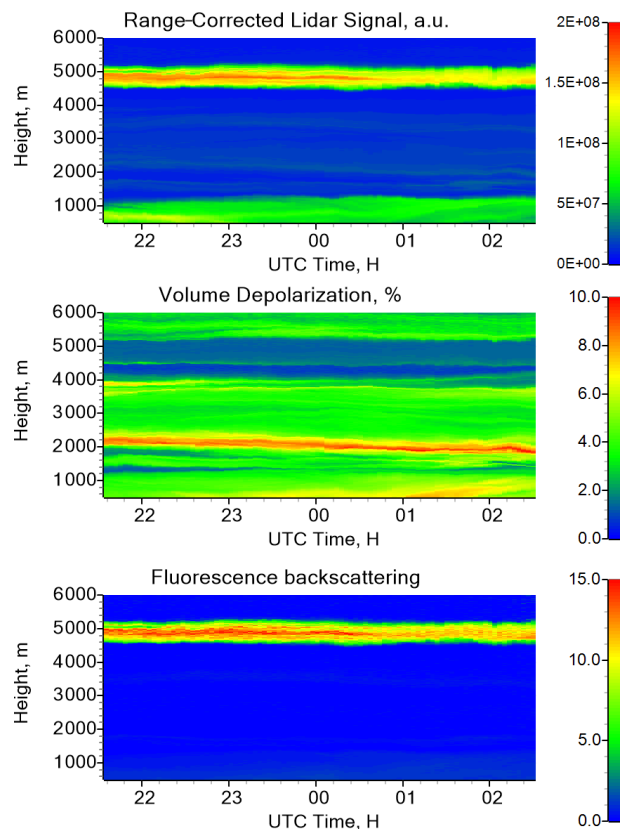 Range-Corrected Lidar Signal, a.u.
6000
5000
4000
3000
2000
1000
Height, m
22 23 00 01 02
UTC Time, H
2E+08
1.5E+08
1E+08
5E+07
0E+00
Volume Depolarization, %
6000
5000
4000
3000
2000
1000
Height, m
22 23 00 01 02
UTC Time, H
10.0
8.0
6.0
4.0
2.0
0.0
Fluorescence backscattering
6000
5000
4000
3000
2000
1000
Height, m
22 23 00 01 02
UTC Time, H
15.0
10.0
5.0
0.0